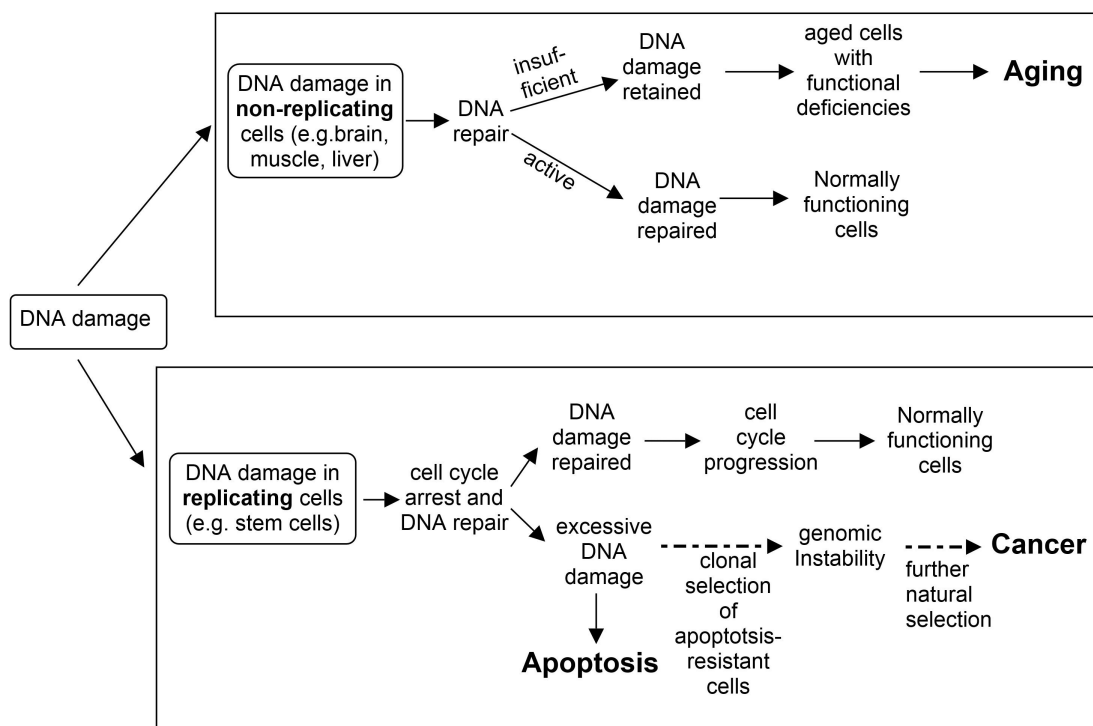 DNA damage in
non-replicating
cells (e.g.brain,
muscle, liver)
DNA
repair
insuf-
ficient
DNA
damage
retained
aged cells
with
functional
deficiencies
Aging
active
DNA
damage
repaired
Normally
functioning
cells
DNA damage
DNA damage in
replicating cells
(e.g. stem cells)
cell cycle
arrest and
DNA repair
DNA
damage
repaired
cell
cycle
progression
Normally
functioning
cells
excessive
DNA
damage
Apoptosis
clonal
selection
of
apoptotsis-
resistant
cells
genomic
Instability
further
natural
selection
Cancer